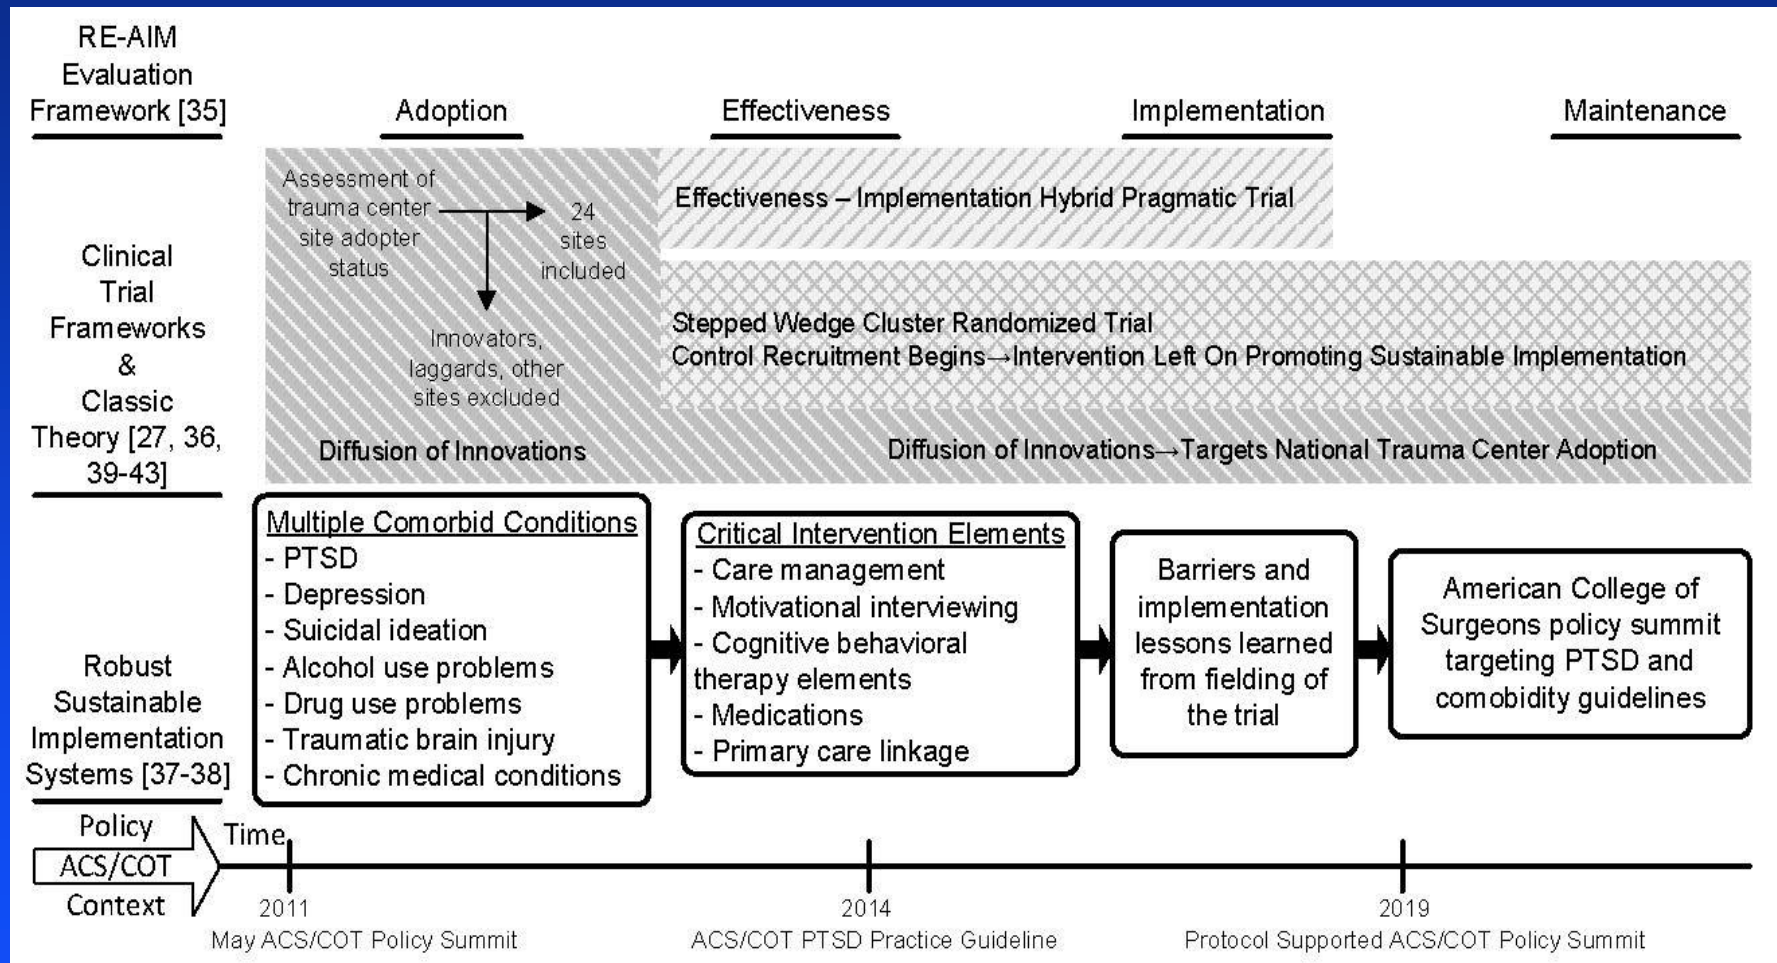 RE-AIM
Evaluation
Framework [35]
Adoption
Effectiveness
Implementation
Maintenance
Clinical
Trial
Frameworks
&
Classic
Theory [27, 36,
39-43]
Assessment of
trauma center
site adopter
status
24
sites
included
Innovators,
laggards, other
sites excluded
Diffusion of Innovations
Effectiveness – Implementation Hybrid Pragmatic Trial
Stepped Wedge Cluster Randomized Trial
Control Recruitment Begins→Intervention Left On Promoting Sustainable Implementation
Diffusion of Innovations→Targets National Trauma Center Adoption
Robust
Sustainable
Implementation
Systems [37-38]
Multiple Comorbid Conditions
- PTSD
- Depression
- Suicidal ideation
- Alcohol use problems
- Drug use problems
- Traumatic brain injury
- Chronic medical conditions
Critical Intervention Elements
- Care management
- Motivational interviewing
- Cognitive behavioral
therapy elements
- Medications
- Primary care linkage
Barriers and
implementation
lessons learned
from fielding of
the trial
American College of
Surgeons policy summit
targeting PTSD and
comobidity guidelines
Policy
ACS/COT
Context
Time
2011
May ACS/COT Policy Summit
2014
ACS/COT PTSD Practice Guideline
2019
Protocol Supported ACS/COT Policy Summit